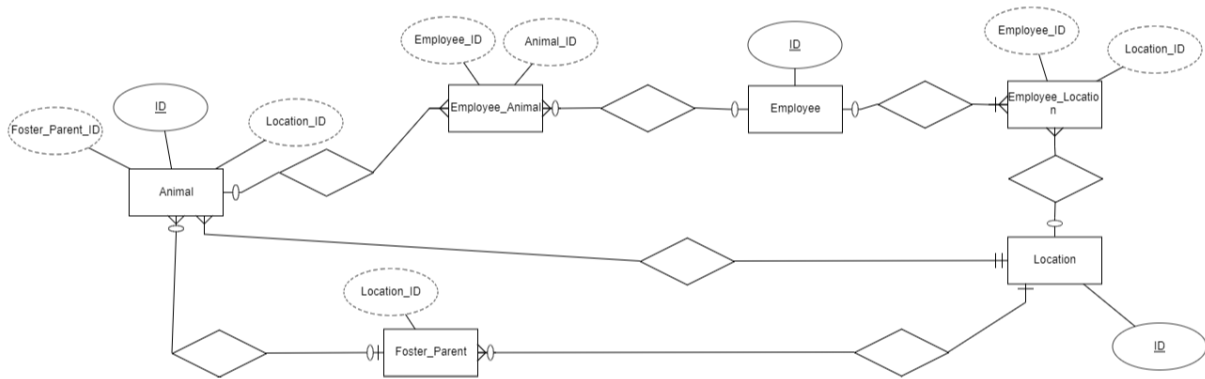 Employee_ID
Animal_ID
ID
Employee_ID
Location_ID
Foster_Parent_ID
ID
Location_ID
Employee_Animal
Employee
Employee_Locatio
n
Animal
Location
Location_ID
Foster_Parent
ID